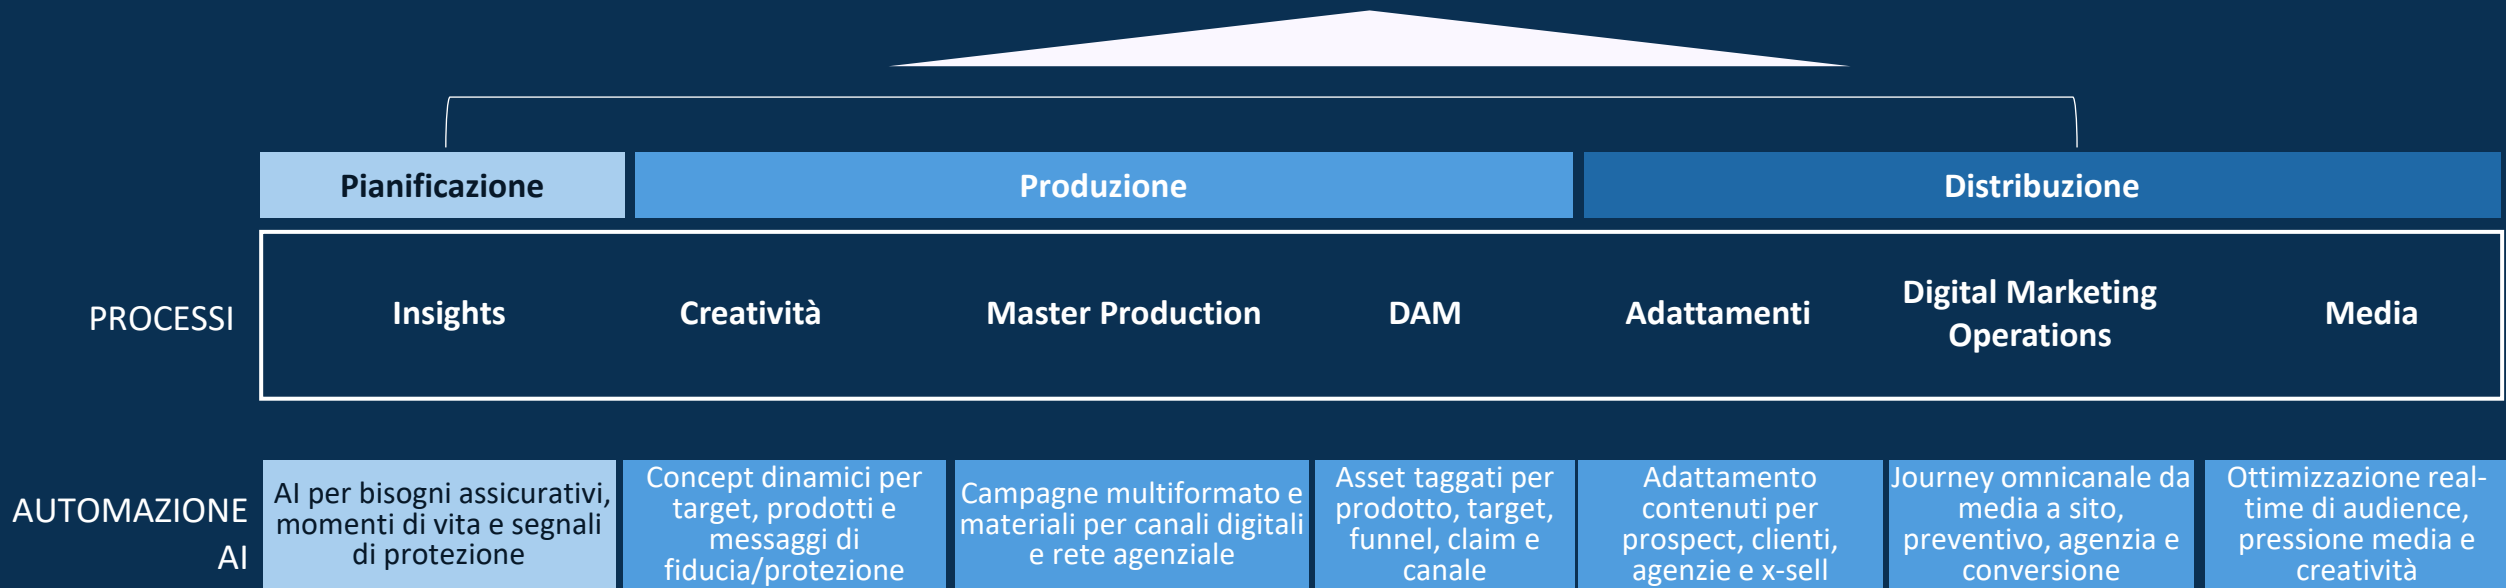 Pianificazione
Produzione
Distribuzione
PROCESSI
Insights
Creatività
Master Production
DAM
Adattamenti
Digital Marketing
Operations
Media
AUTOMAZIONE
AI
AI per bisogni assicurativi,
momenti di vita e segnali
di protezione
Concept dinamici per
target, prodotti e
messaggi di
fiducia/protezione
Campagne multiformato e
materiali per canali digitali
e rete agenziale
Asset taggati per
prodotto, target,
funnel, claim e
canale
Adattamento
contenuti per
prospect, clienti,
agenzie e x-sell
Journey omnicanale da
media a sito,
preventivo, agenzia e
conversione
Ottimizzazione real-
time di audience,
pressione media e
creatività